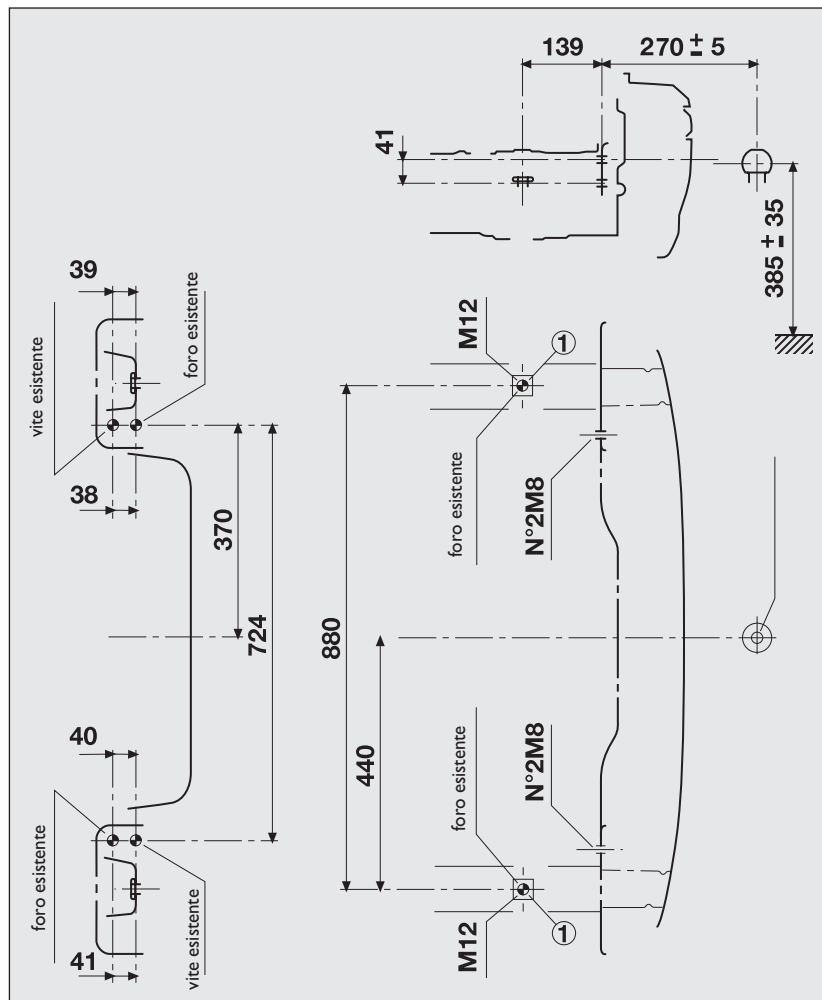 139
270 ± 5
41
385 ± 35
39
vite esistente
foro esistente
38
370
724
M12
1
foro esistente
N°2M8
880
440
40
foro esistente
vite esistente
41
foro esistente
N°2M8
M12
1